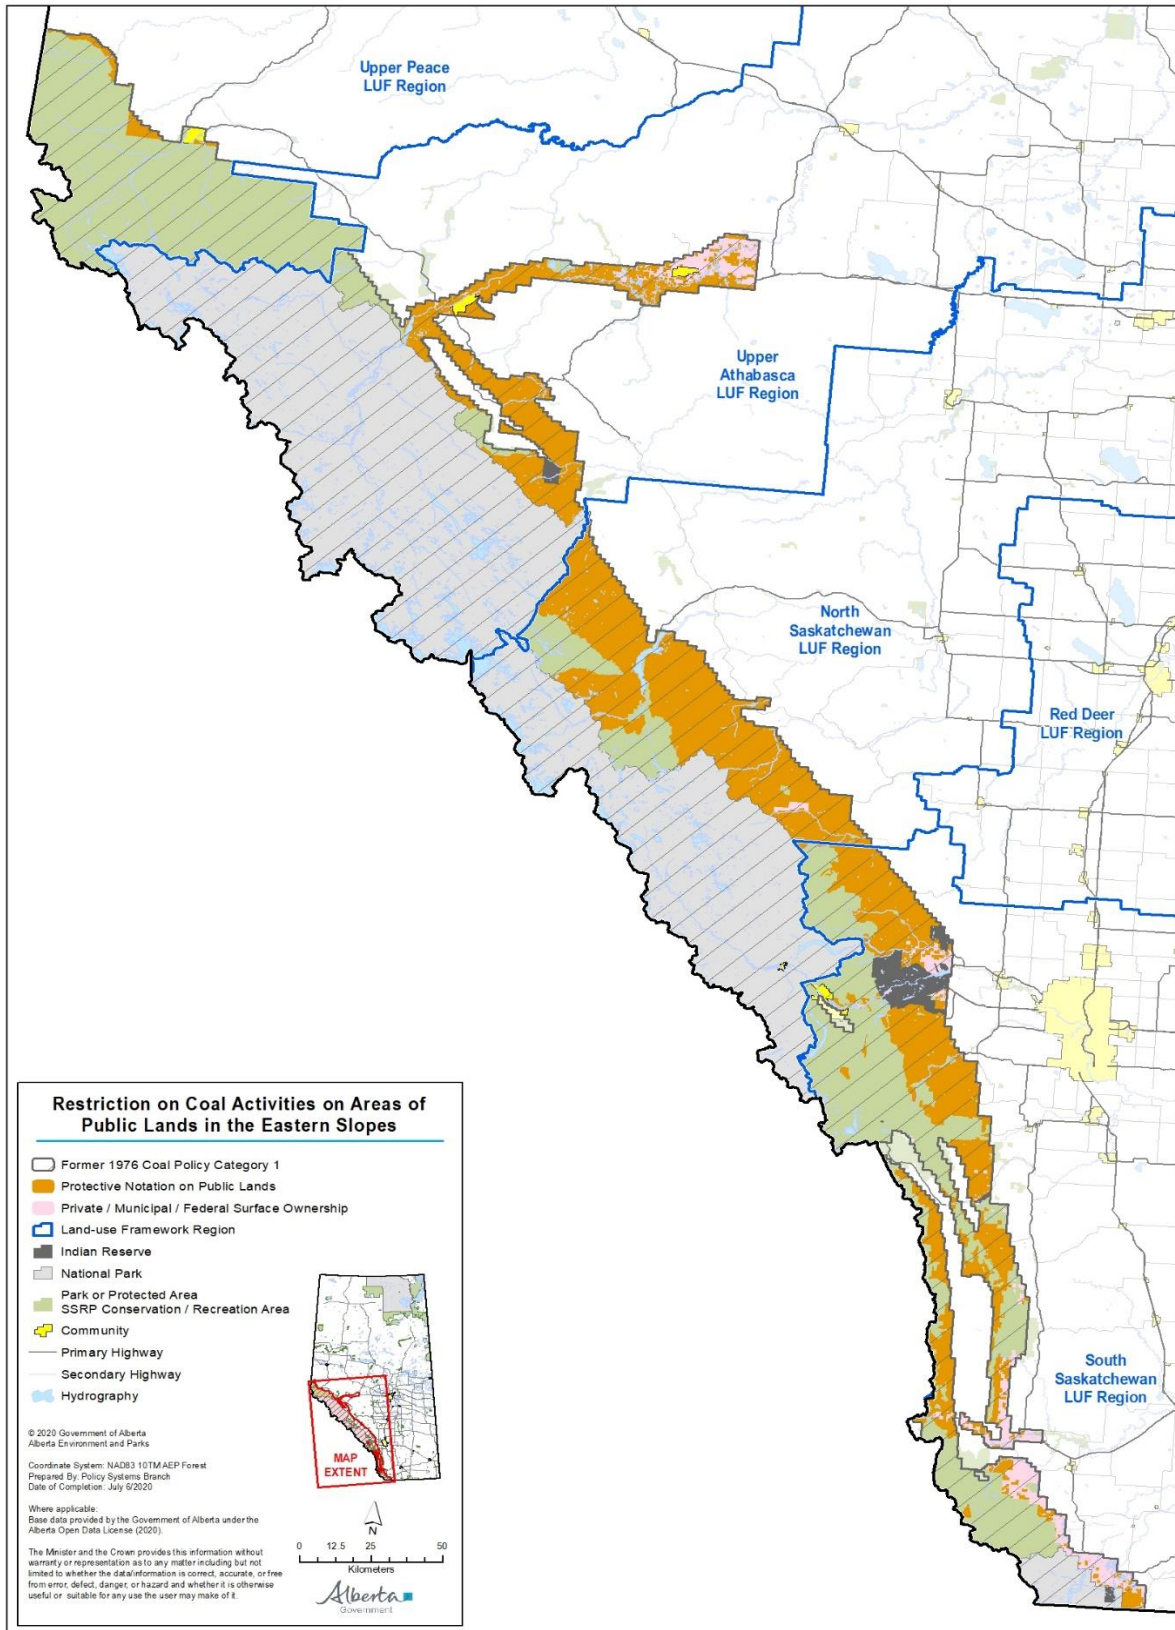 Upper Peace
LUF Region
Upper
Athabasca
LUF Region
North
Saskatchewan
LUF Region
Red Deer
LUF Region
South
Saskatchewan
LUF Region
Restriction on Coal Activities on Areas of
Public Lands in the Eastern Slopes
Former 1976 Coal Policy Category 1
Protective Notation on Public Lands
Private / Municipal / Federal Surface Ownership
Land-use Framework Region
Indian Reserve
National Park
Park or Protected Area
SSRP Conservation / Recreation Area
Community
Primary Highway
Secondary Highway
Hydrography
© 2020 Government of Alberta
Alberta Environment and Parks
Coordinate System: NAD83 10TM AEP Forest
Prepared By: Policy Systems Branch
Date of Completion: July 6/2020
Where applicable:
Base data provided by the Government of Alberta under the
Alberta Open Data License (2020).
The Minister and the Crown provides this information without
warranty or representation as to any matter including but not
limited to whether the data/information is correct, accurate, or free
from error, defect, danger, or hazard and whether it is otherwise
useful or suitable for any use the user may make of it.
MAP
EXTENT
N
0 12.5 25 50
Kilometers
Alberta
Government